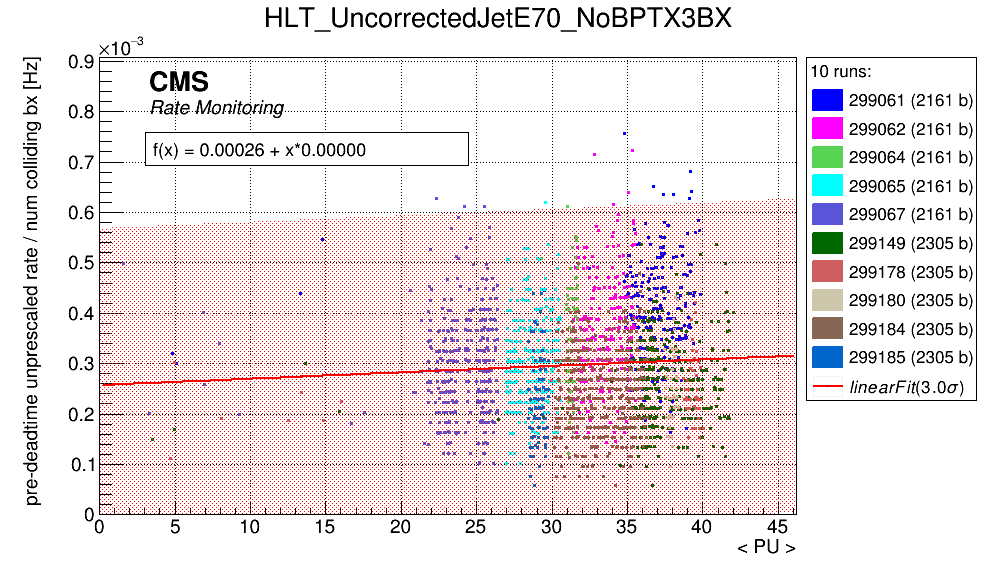 HLT_UncorrectedJetE70_NoBPTX3BX
×10⁻³
pre-deadtime unprescaled rate / num colliding bx [Hz]
0.9
0.8
0.7
0.6
0.5
0.4
0.3
0.2
0.1
0
CMS
Rate Monitoring
f(x) = 0.00026 + x*0.00000
0 5 10 15 20 25 30 35 40 45
< PU >
10 runs:
299061 (2161 b)
299062 (2161 b)
299064 (2161 b)
299065 (2161 b)
299067 (2161 b)
299149 (2305 b)
299178 (2305 b)
299180 (2305 b)
299184 (2305 b)
299185 (2305 b)
linearFit(3.0σ)